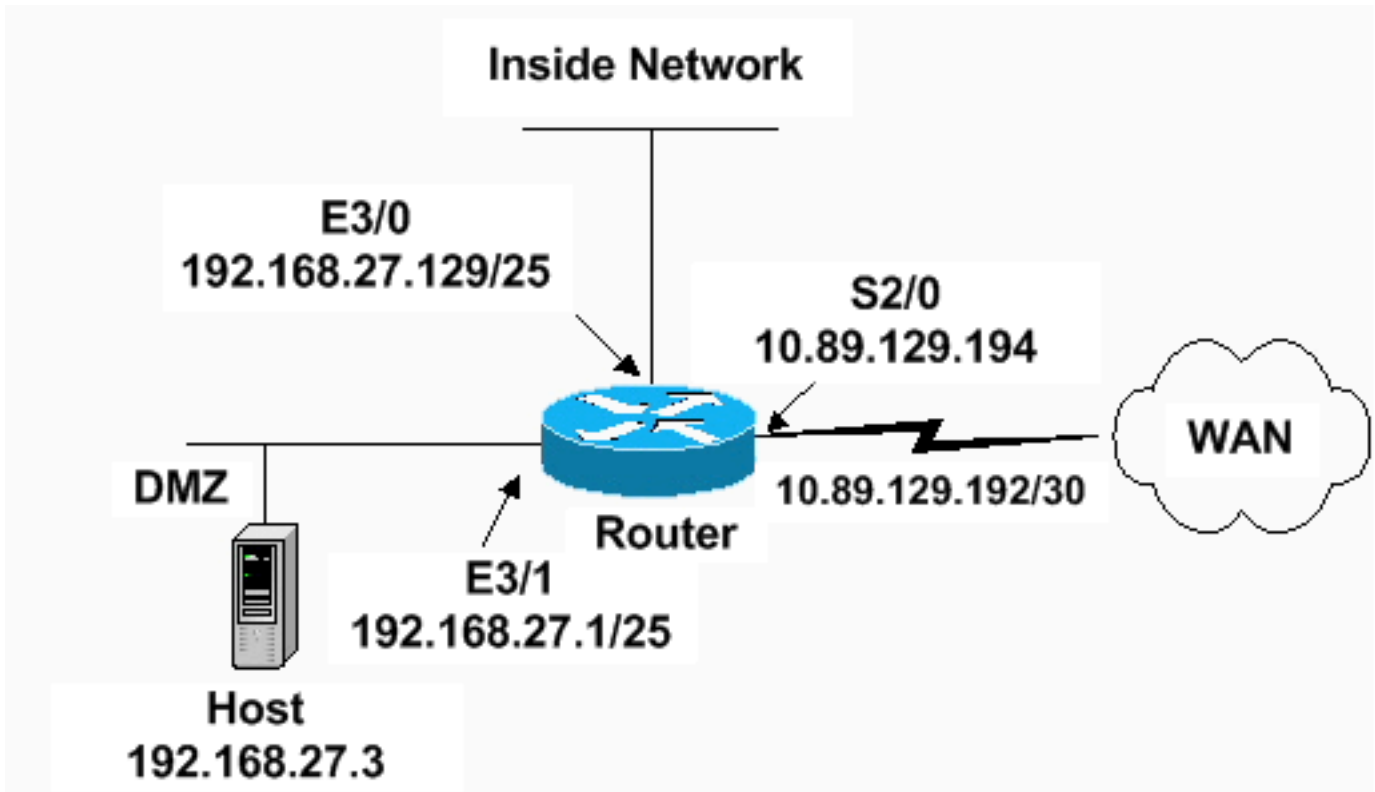 Inside Network
E3/0
192.168.27.129/25
S2/0
10.89.129.194
WAN
DMZ
10.89.129.192/30
Router
E3/1
192.168.27.1/25
Host
192.168.27.3